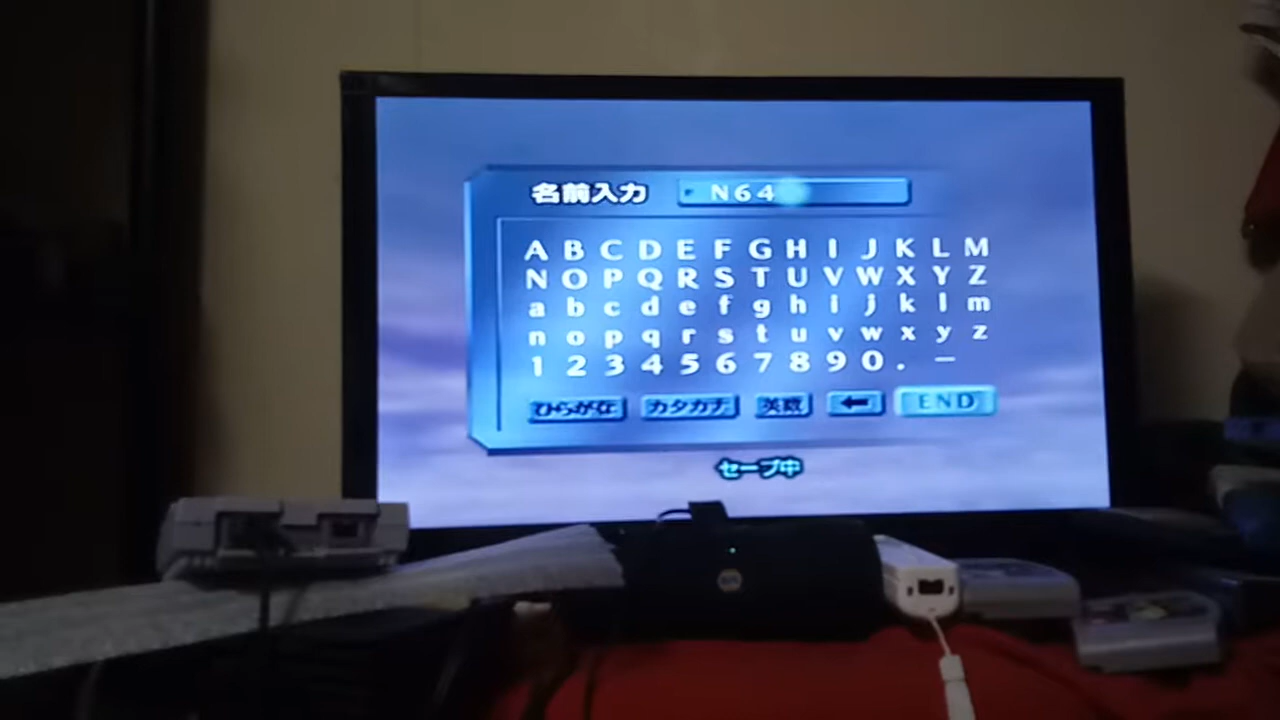 名前入力 N64
A B C D E F G H I J K L M
N O P Q R S T U V W X Y Z
a b c d e f g h i j k l m
n o p q r s t u v w x y z
1 2 3 4 5 6 7 8 9 0 . −
ひらがな カタカナ 英数 ← END
セーブ中